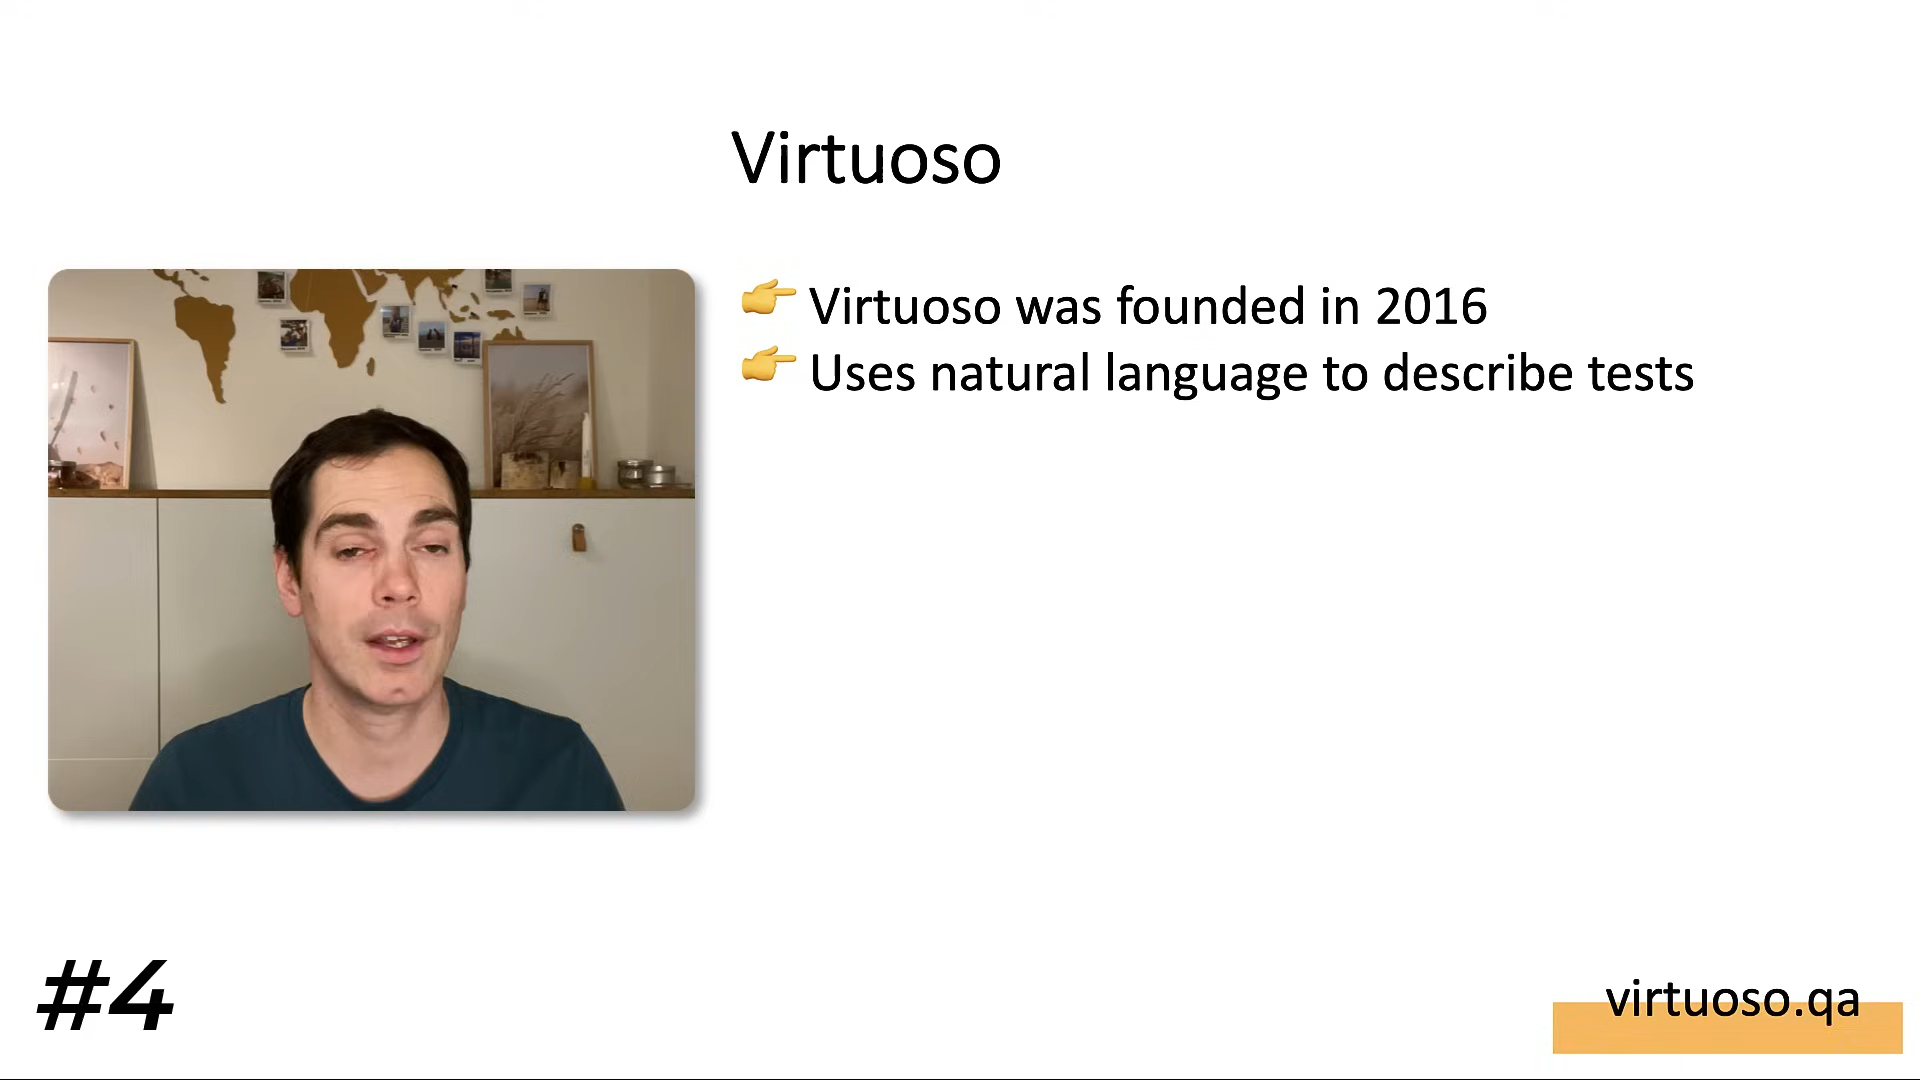 Virtuoso
👉 Virtuoso was founded in 2016
👉 Uses natural language to describe tests
#4
virtuoso.qa